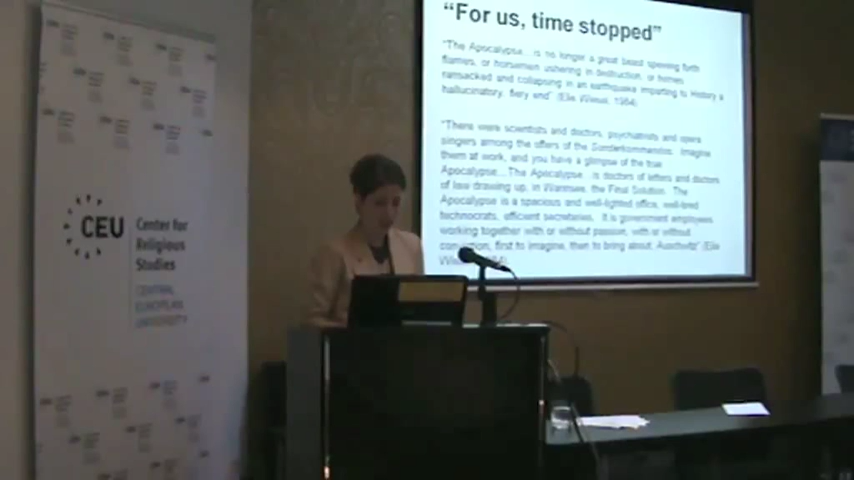 “For us, time stopped”
“The Apocalypse... is no longer a great beast spewing forth
flames, or horsemen ushering in destruction, or homes
ransacked and collapsing in an earthquake imparting to History a
hallucinatory, fiery end” (Elie Wiesel, 1984)
“There were scientists and doctors, psychiatrists and opera
singers among the officers of the Sonderkommandos. Imagine
them at work, and you have a glimpse of the true
Apocalypse...The Apocalypse is doctors of letters and doctors
of law drawing up, in Wannsee, the Final Solution. The
Apocalypse is a spacious and well-lighted office, well-bred
technocrats, efficient secretaries. It is government employees
working together with or without passion, with or without
conviction, first to imagine, then to bring about, Auschwitz” (Elie
CEU
Center for
Religious
Studies
CENTRAL
EUROPEAN
UNIVERSITY